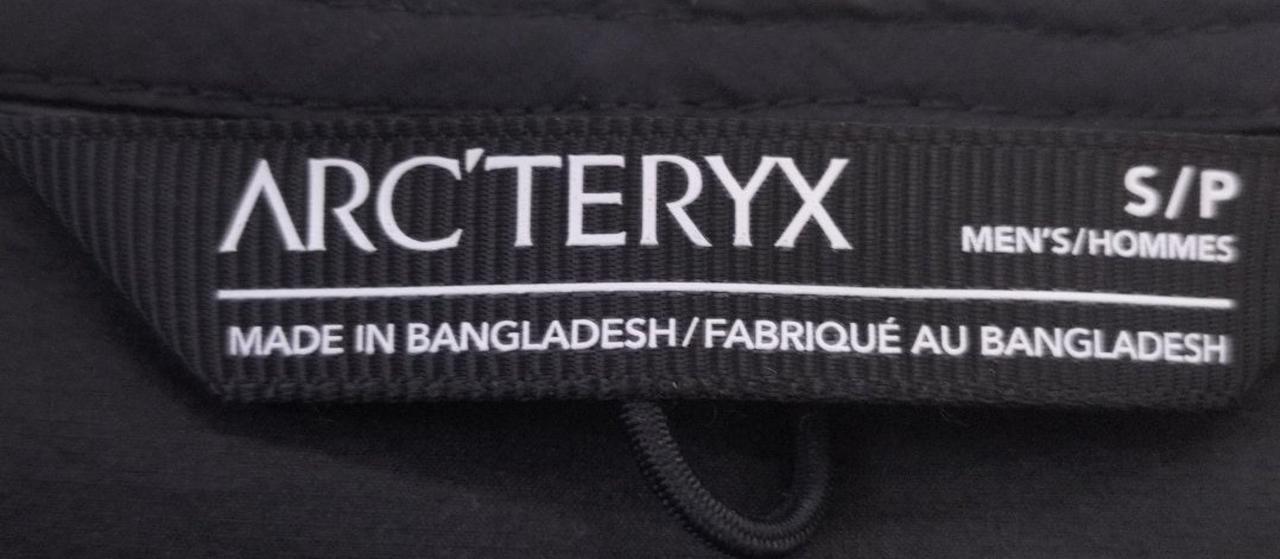 ARC'TERYX
S/P
MEN'S/HOMMES
MADE IN BANGLADESH/FABRIQUÉ AU BANGLADESH